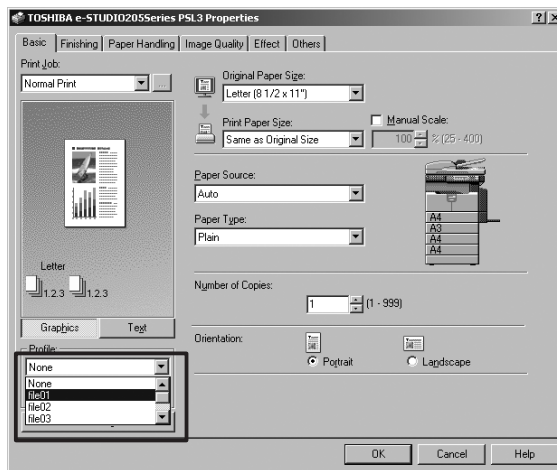 TOSHIBA e-STUDIO205Series PSL3 Properties
Basic Finishing Paper Handling Image Quality Effect Others
Print Job:
Normal Print ...
Original Paper Size:
Letter (8 1/2 x 11")
Print Paper Size:
Same as Original Size
Manual Scale:
100 % (25 - 400)
Paper Source:
Auto
Paper Type:
Plain
A4
A3
A4
A4
Letter
1.2.3 1.2.3
Graphics Text
Number of Copies:
1 (1 - 999)
Orientation:
Portrait Landscape
Profile:
None
None
file01
file02
file03
OK Cancel Help